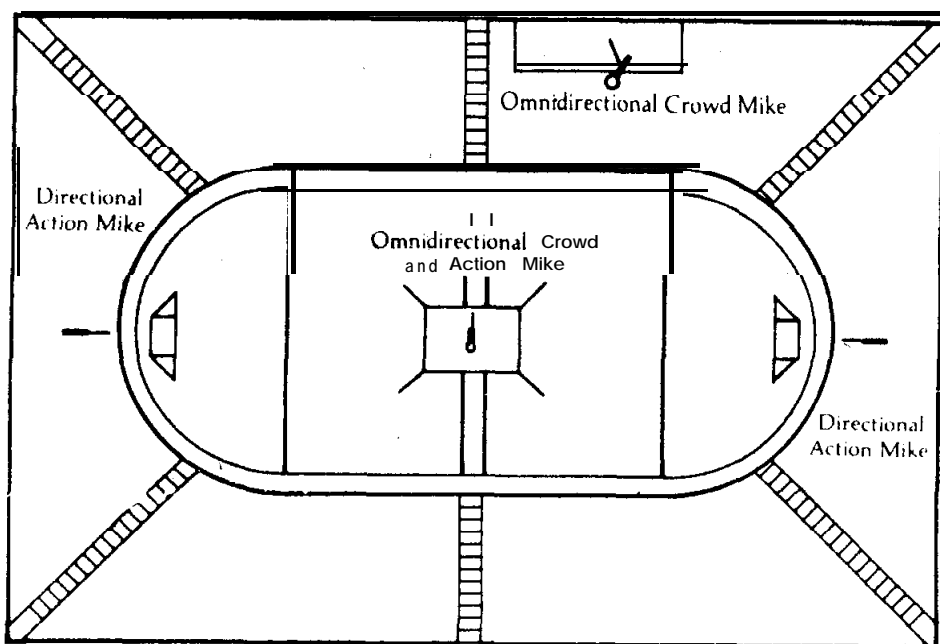 Omnidirectional Crowd Mike
Directional
Action Mike
Omnidirectional Crowd
and Action Mike
Directional
Action Mike